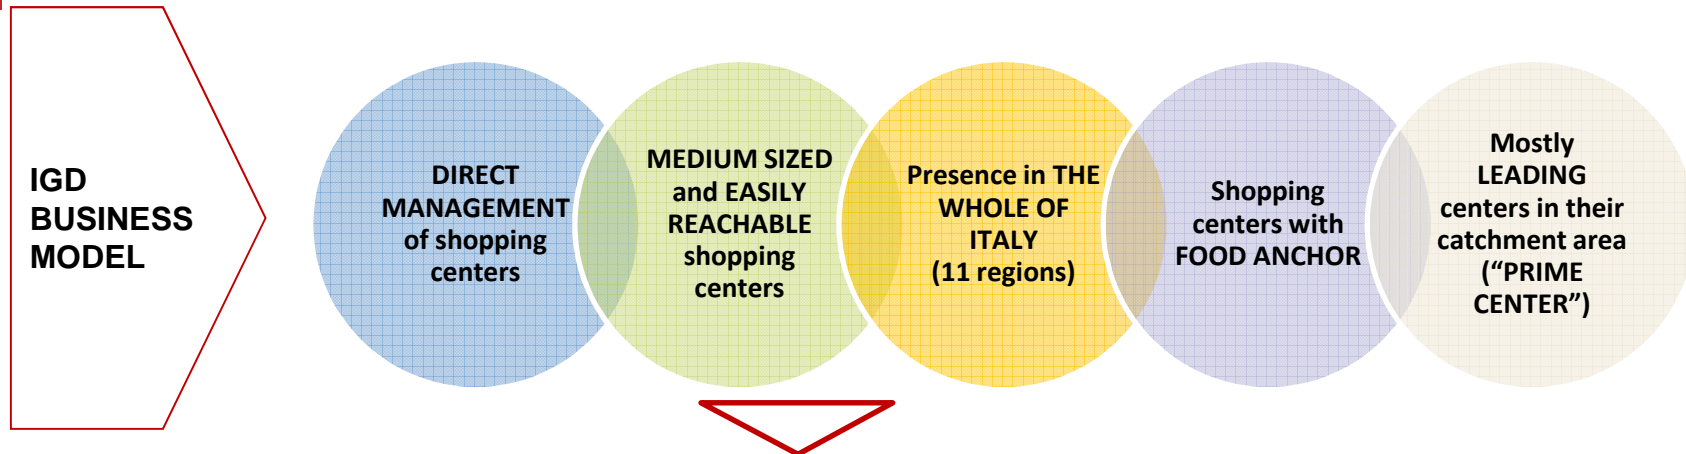 IGD
BUSINESS
MODEL
DIRECT
MANAGEMENT
of shopping
centers
MEDIUM SIZED
and EASILY
REACHABLE
shopping
centers
Presence in THE
WHOLE OF
ITALY
(11 regions)
Shopping
centers with
FOOD ANCHOR
Mostly
LEADING
centers in their
catchment area
(“PRIME
CENTER”)